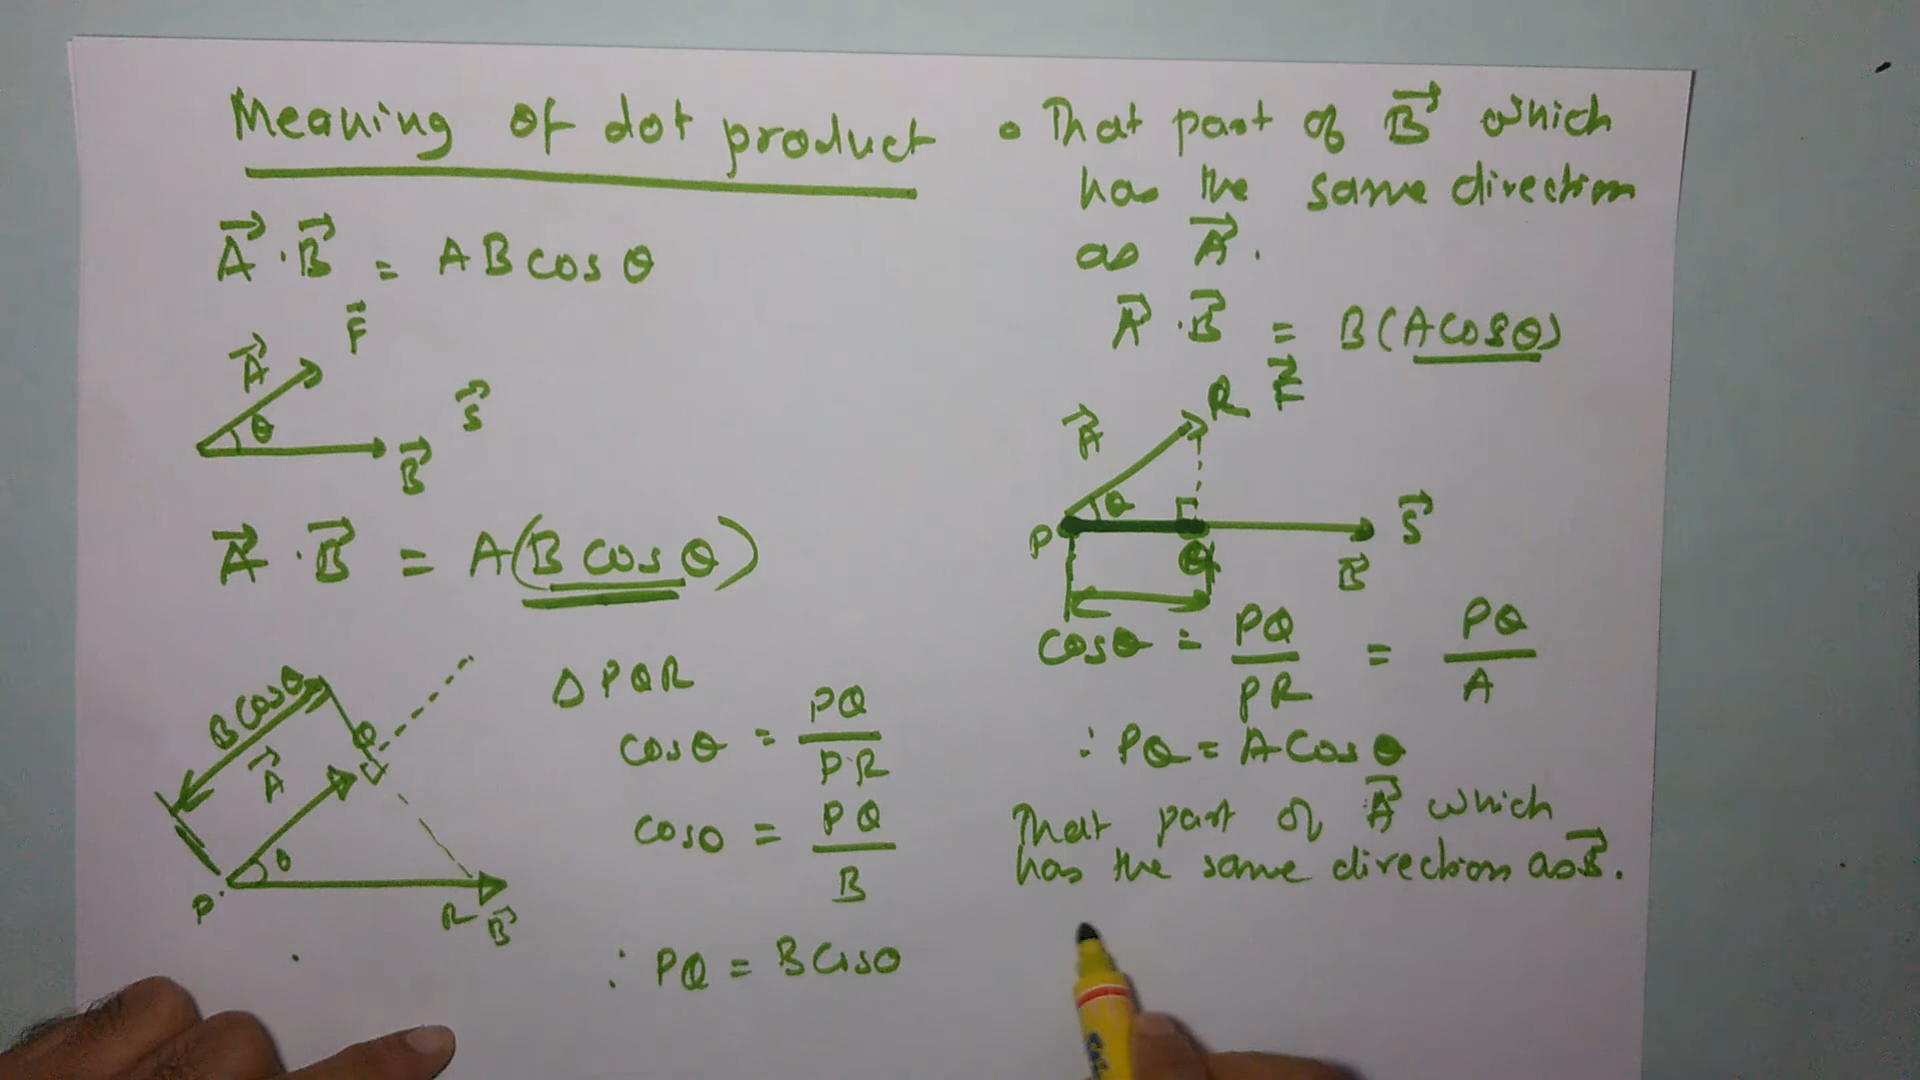 Meaning of dot product
A⃗ · B⃗ = A B cos θ
F⃗
A⃗
S⃗
θ
B⃗
A⃗ · B⃗ = A (B cos θ)
B cos θ
A⃗
Q
θ
P
R
B⃗
Δ PQR
cos θ = PQ / PR
cos θ = PQ / B
∴ PQ = B cos θ
• That part of B⃗ which
has the same direction
as A⃗.
A⃗ · B⃗ = B (A cos θ)
R F⃗
A⃗
θ
P
Q
S⃗
B⃗
cos θ = PQ / PR = PQ / A
∴ PQ = A cos θ
That part of A⃗ which
has the same direction as B⃗.